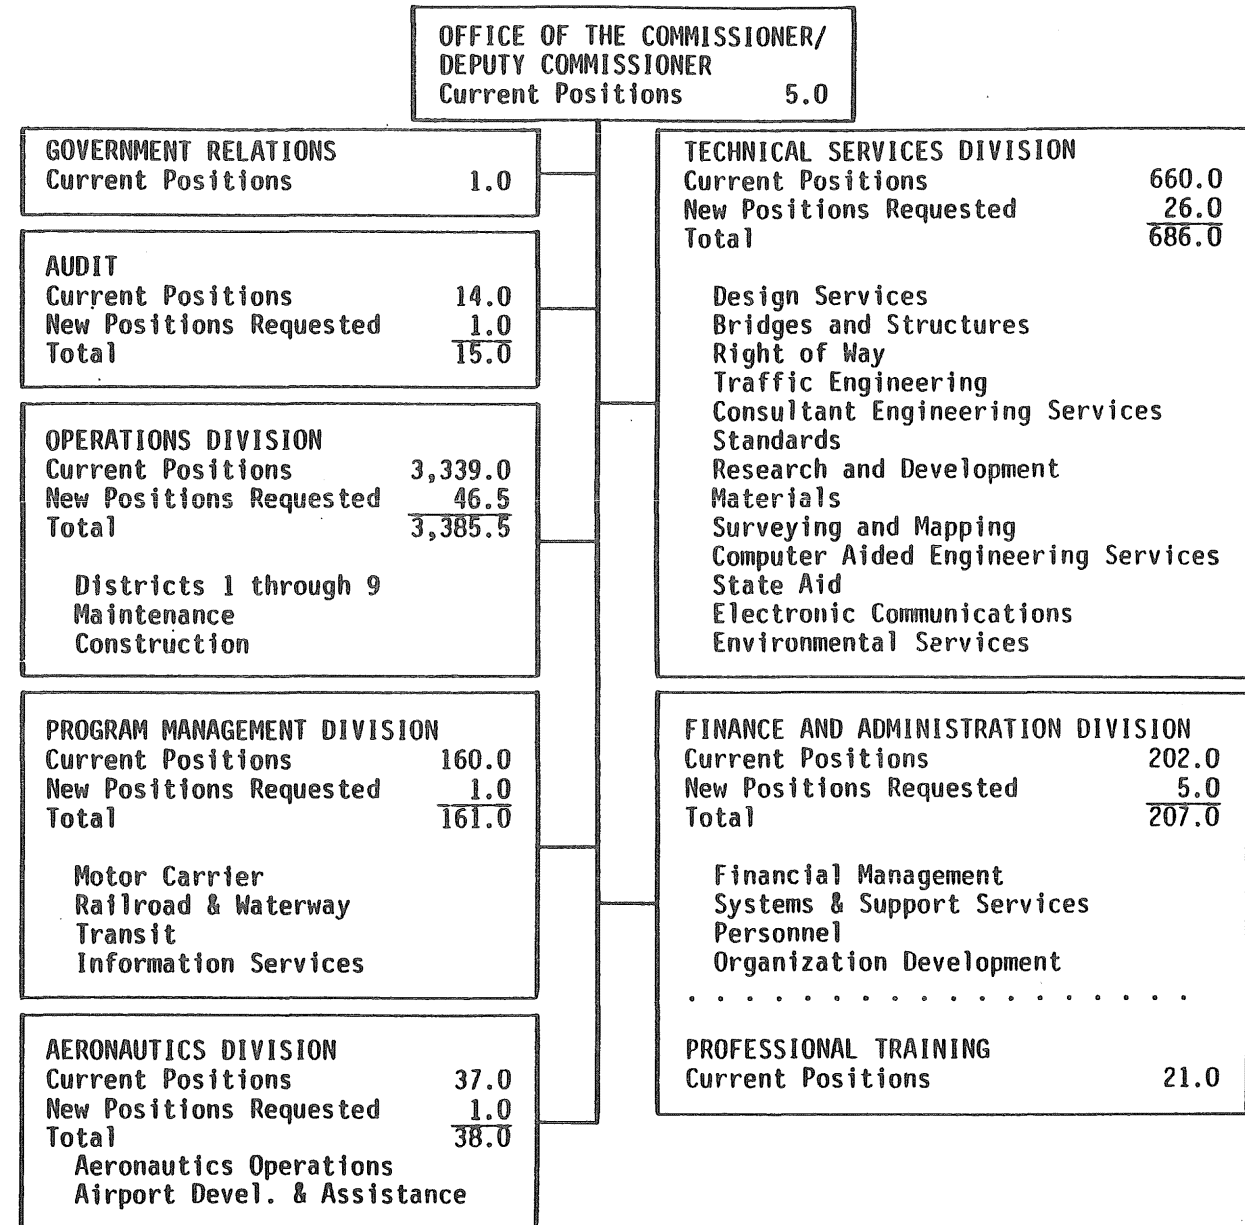 OFFICE OF THE COMMISSIONER/
DEPUTY COMMISSIONER
Current Positions 5.0
GOVERNMENT RELATIONS
Current Positions 1.0
AUDIT
Current Positions 14.0
New Positions Requested 1.0
Total 15.0
OPERATIONS DIVISION
Current Positions 3,339.0
New Positions Requested 46.5
Total 3,385.5
Districts 1 through 9
Maintenance
Construction
PROGRAM MANAGEMENT DIVISION
Current Positions 160.0
New Positions Requested 1.0
Total 161.0
Motor Carrier
Railroad & Waterway
Transit
Information Services
AERONAUTICS DIVISION
Current Positions 37.0
New Positions Requested 1.0
Total 38.0
Aeronautics Operations
Airport Devel. & Assistance
TECHNICAL SERVICES DIVISION
Current Positions 660.0
New Positions Requested 26.0
Total 686.0
Design Services
Bridges and Structures
Right of Way
Traffic Engineering
Consultant Engineering Services
Standards
Research and Development
Materials
Surveying and Mapping
Computer Aided Engineering Services
State Aid
Electronic Communications
Environmental Services
FINANCE AND ADMINISTRATION DIVISION
Current Positions 202.0
New Positions Requested 5.0
Total 207.0
Financial Management
Systems & Support Services
Personnel
Organization Development
. . . . . . . . . . . . . . . . . .
PROFESSIONAL TRAINING
Current Positions 21.0